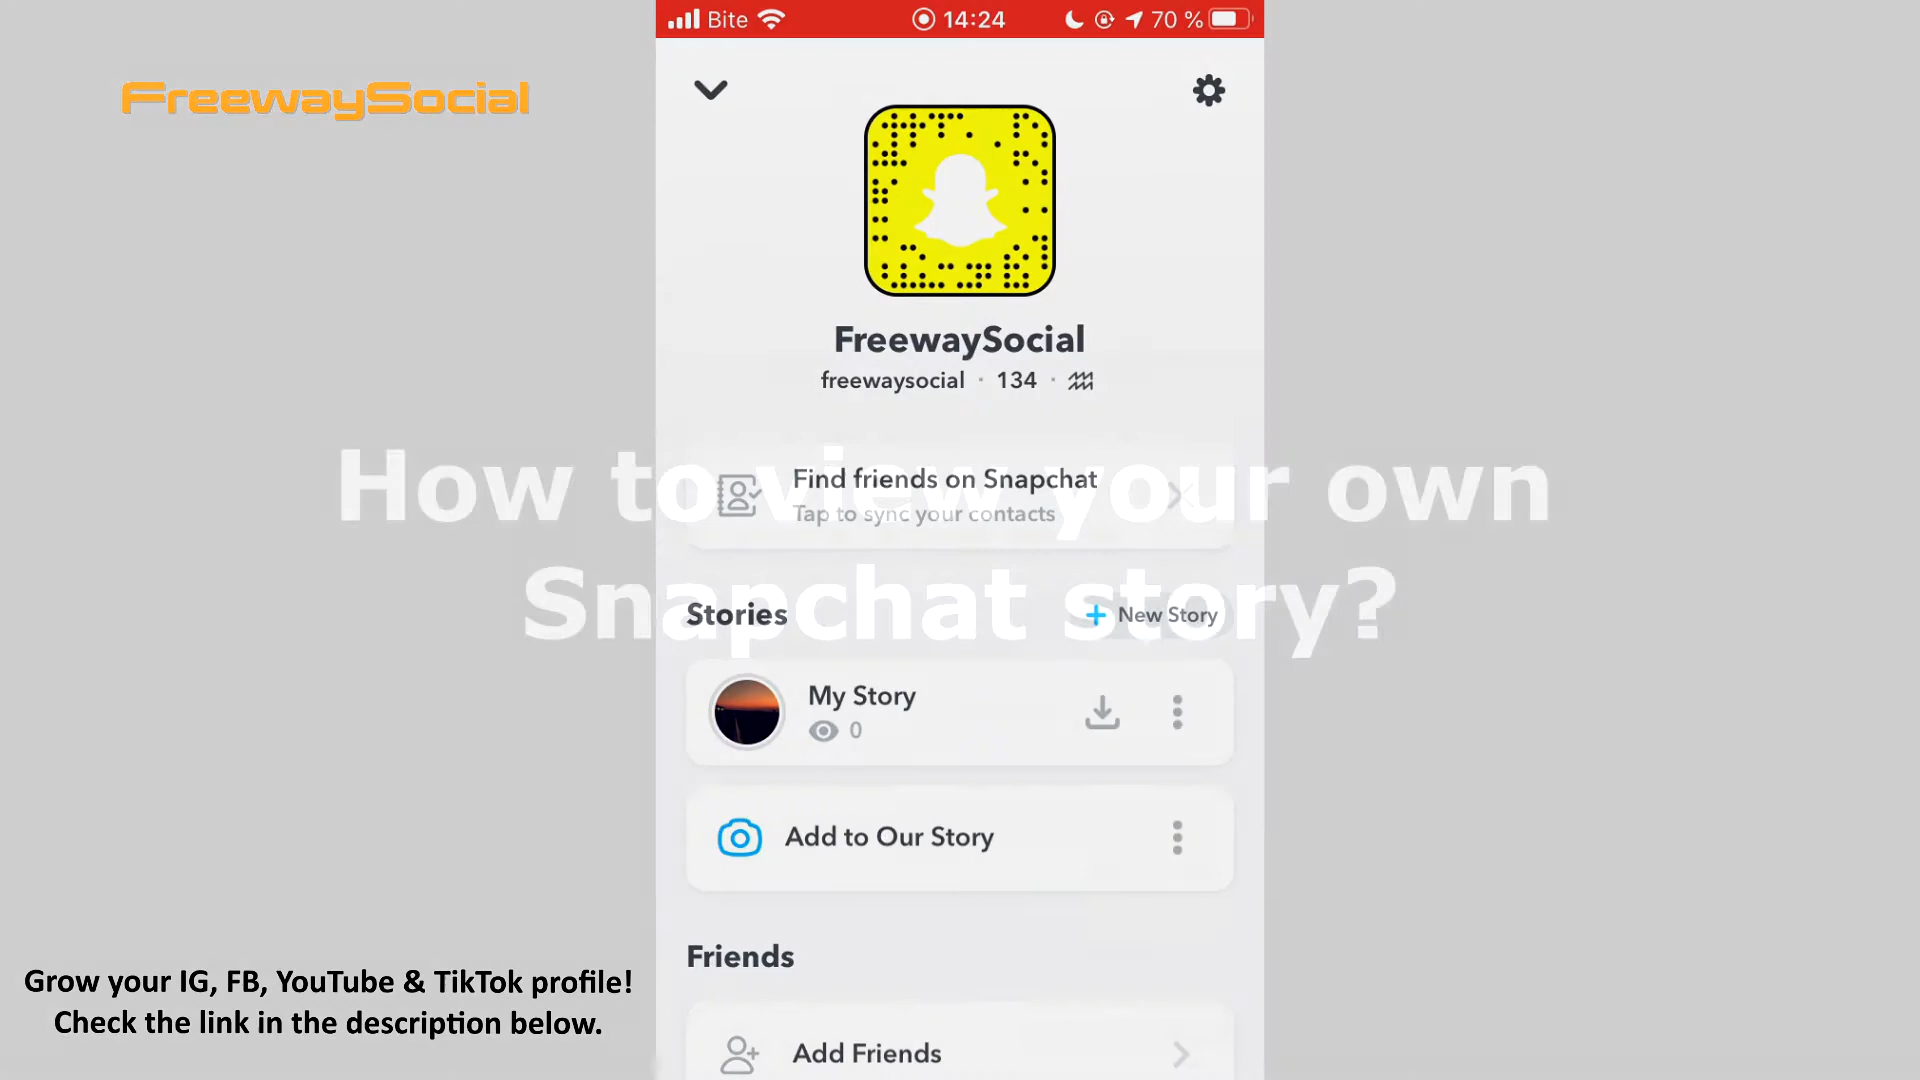 Bite 14:24 70 %
FreewaySocial
FreewaySocial
freewaysocial · 134 ·
How to view your own
Snapchat story?
Find friends on Snapchat
Tap to sync your contacts
Stories
+ New Story
My Story
0
Add to Our Story
Friends
Add Friends
Grow your IG, FB, YouTube & TikTok profile!
Check the link in the description below.